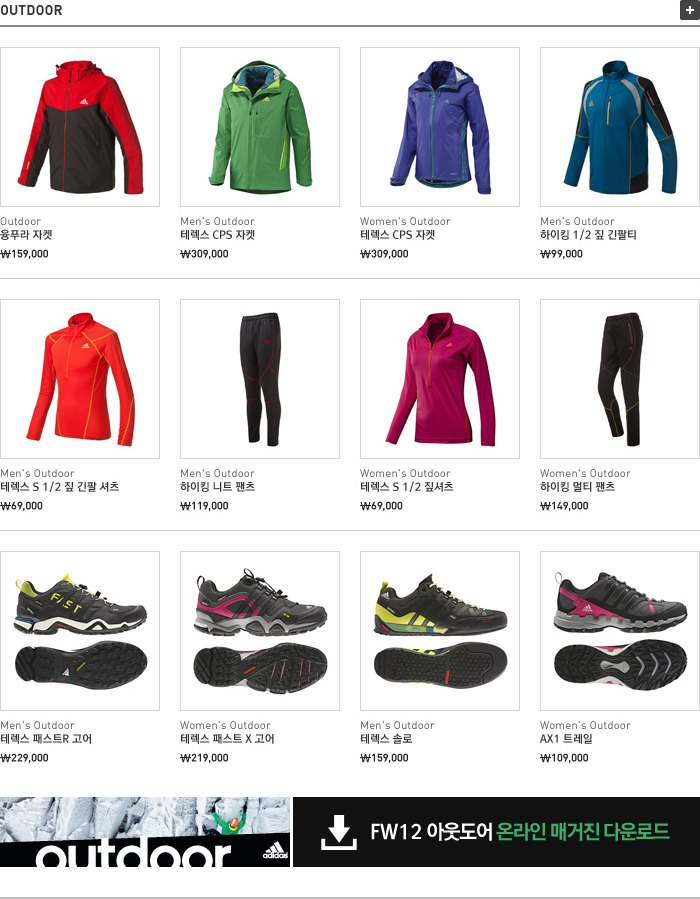 OUTDOOR
Outdoor
융푸라 자켓
₩159,000
Men's Outdoor
테렉스 CPS 자켓
₩309,000
Women's Outdoor
테렉스 CPS 자켓
₩309,000
Men's Outdoor
하이킹 1/2 짚 긴팔티
₩99,000
Men's Outdoor
테렉스 S 1/2 짚 긴팔 셔츠
₩69,000
Men's Outdoor
하이킹 니트 팬츠
₩119,000
Women's Outdoor
테렉스 S 1/2 짚셔츠
₩69,000
Women's Outdoor
하이킹 멀티 팬츠
₩149,000
FAST
Men's Outdoor
테렉스 패스트R 고어
₩229,000
Women's Outdoor
테렉스 패스트 X 고어
₩219,000
Men's Outdoor
테렉스 솔로
₩159,000
Women's Outdoor
AX1 트레일
₩109,000
outdoor
adidas
FW12 아웃도어 온라인 매거진 다운로드